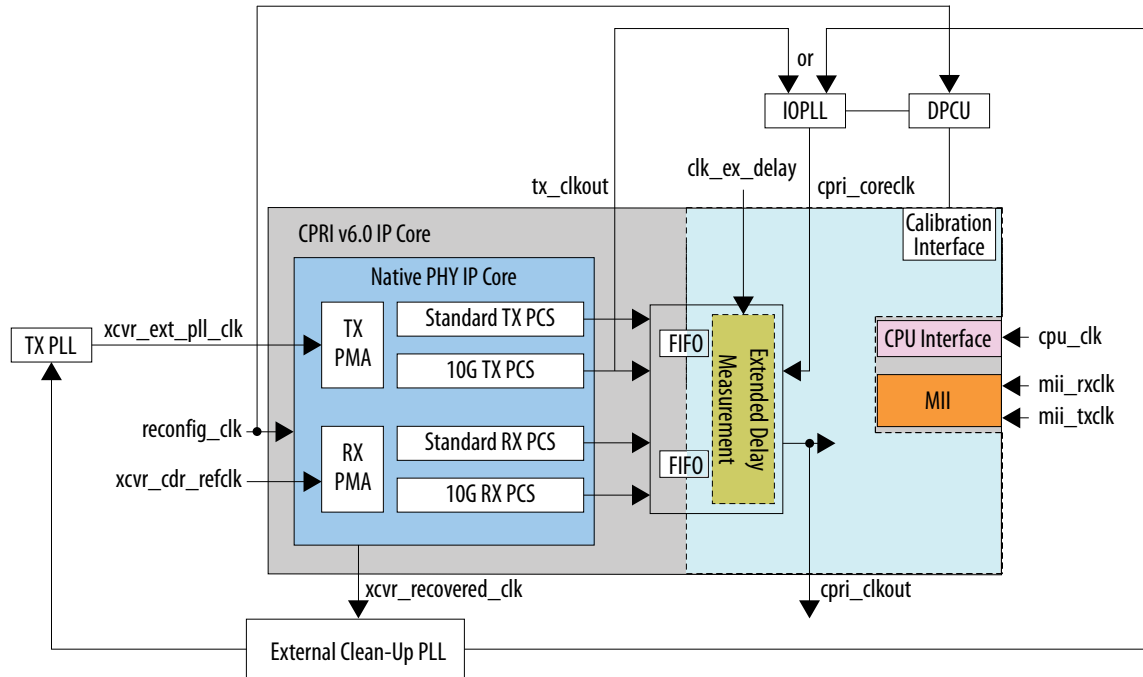 or
IOPLL
DPCU
clk_ex_delay
tx_clkout
cpri_coreclk
CPRI v6.0 IP Core
Calibration
Interface
Native PHY IP Core
xcvr_ext_pll_clk
TX PLL
TX
PMA
Standard TX PCS
10G TX PCS
FIFO
Extended Delay
Measurement
CPU Interface
cpu_clk
MII
mii_rxclk
mii_txclk
reconfig_clk
xcvr_cdr_refclk
RX
PMA
Standard RX PCS
10G RX PCS
FIFO
xcvr_recovered_clk
cpri_clkout
External Clean-Up PLL